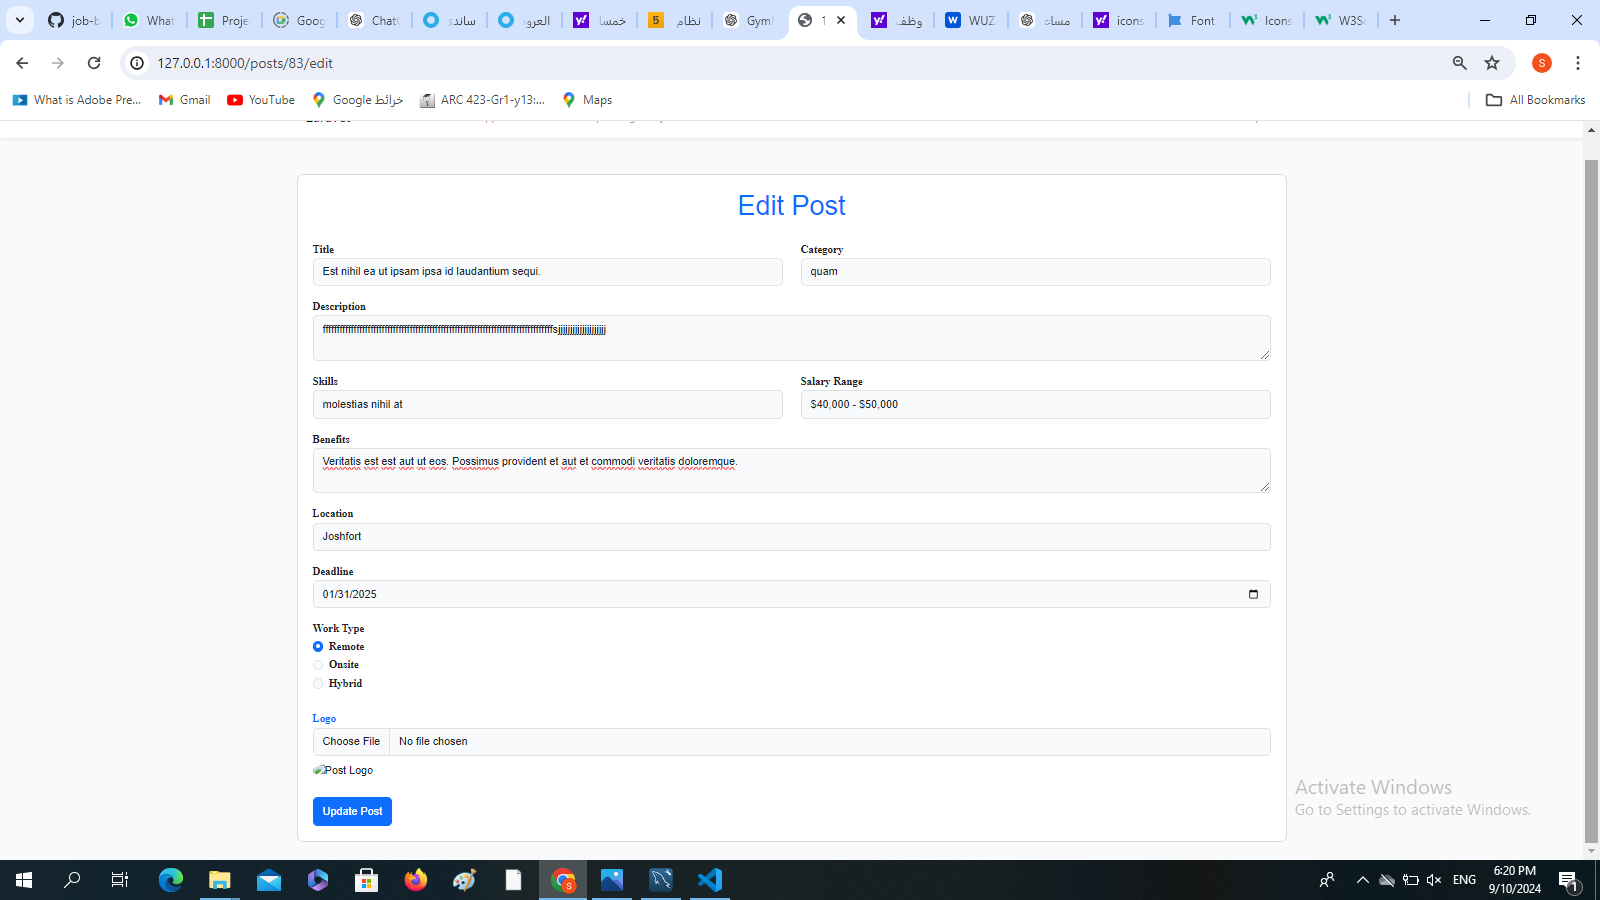 job-b
What
Proje
Goog
Chat
ساندء
العرود
خمسا
نظام
Gym
1
وظف
WUZ
مسات
icons
Font
Icons
W3Sc
127.0.0.1:8000/posts/83/edit
S
What is Adobe Pre...
Gmail
YouTube
خرائط Google
ARC 423-Gr1-y13:...
Maps
All Bookmarks
Edit Post
Title
Category
Est nihil ea ut ipsam ipsa id laudantium sequi.
quam
Description
Skills
Salary Range
molestias nihil at
$40,000 - $50,000
Benefits
Veritatis est est aut ut eos. Possimus provident et aut et commodi veritatis doloremque.
Location
Joshfort
Deadline
01/31/2025
Work Type
Remote
Onsite
Hybrid
Logo
Choose File No file chosen
Post Logo
Update Post
Activate Windows
Go to Settings to activate Windows.
ENG
6:20 PM
9/10/2024
1